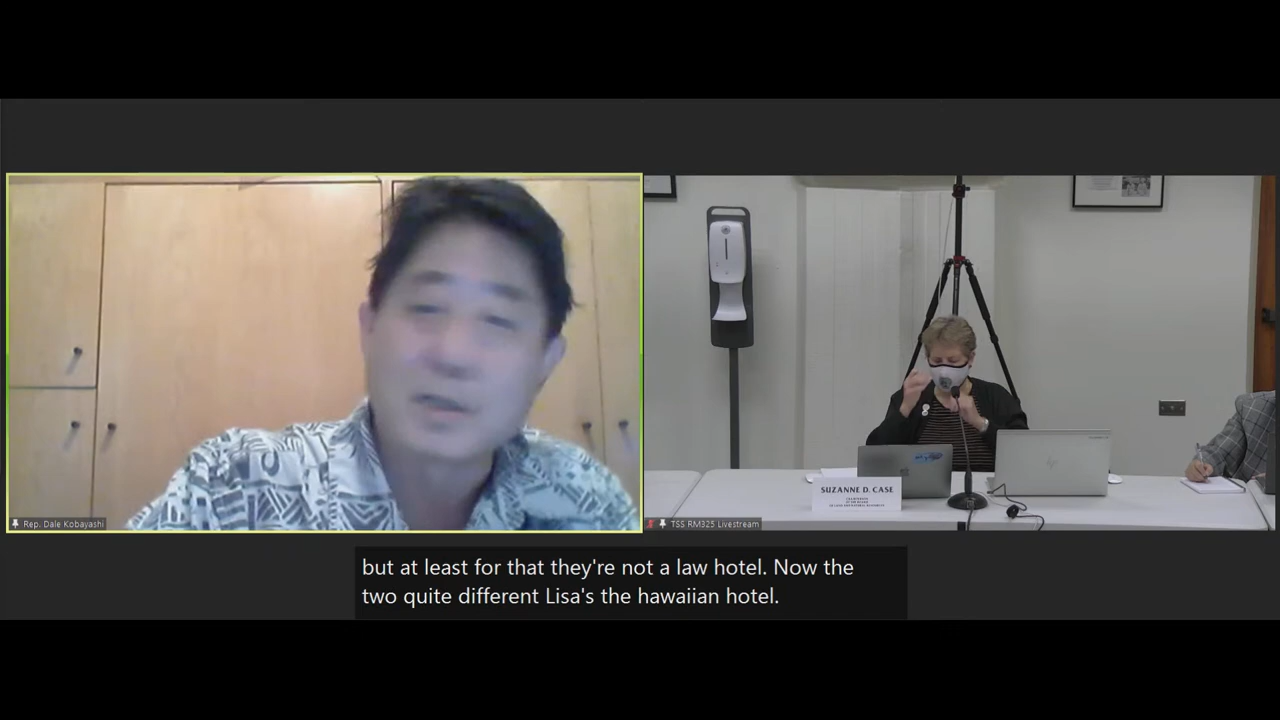 Rep. Dale Kobayashi
SUZANNE D. CASE
CHAIRPERSON
TSS RM325 Livestream
but at least for that they're not a law hotel. Now the
two quite different Lisa's the hawaiian hotel.